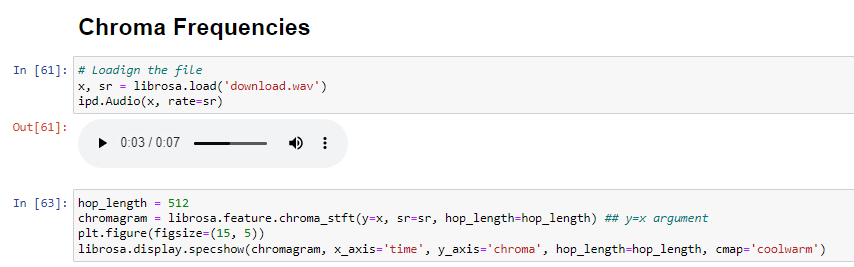 Chroma Frequencies
In [61]: # Loadign the file
x, sr = librosa.load('download.wav')
ipd.Audio(x, rate=sr)
Out[61]:
0:03 / 0:07
In [63]: hop_length = 512
chromagram = librosa.feature.chroma_stft(y=x, sr=sr, hop_length=hop_length) ## y=x argument
plt.figure(figsize=(15, 5))
librosa.display.specshow(chromagram, x_axis='time', y_axis='chroma', hop_length=hop_length, cmap='coolwarm')